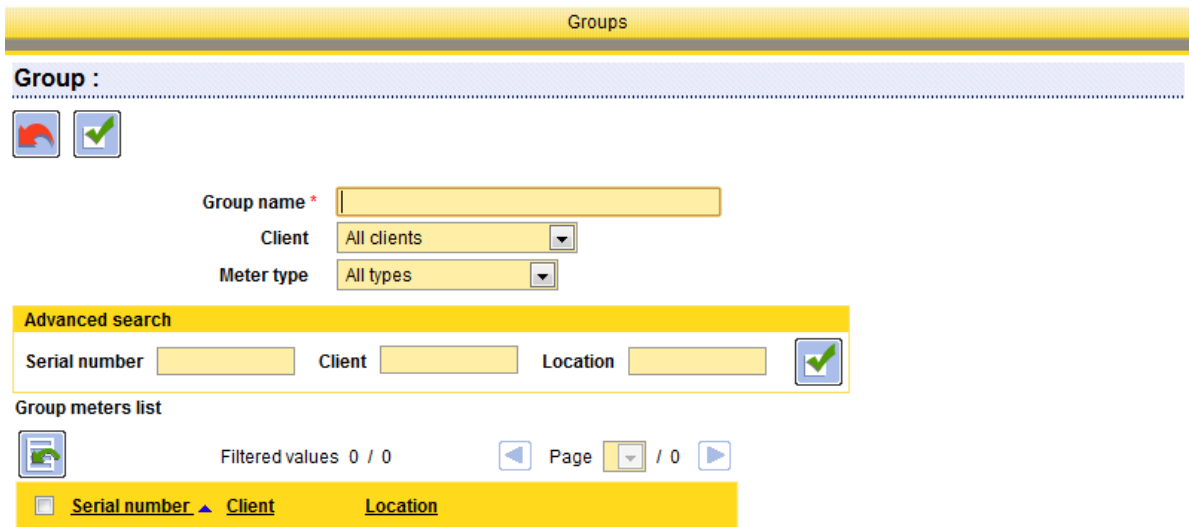 Groups
Group :
Group name *
Client All clients
Meter type All types
Advanced search
Serial number Client Location
Group meters list
Filtered values 0 / 0 Page / 0
Serial number Client Location